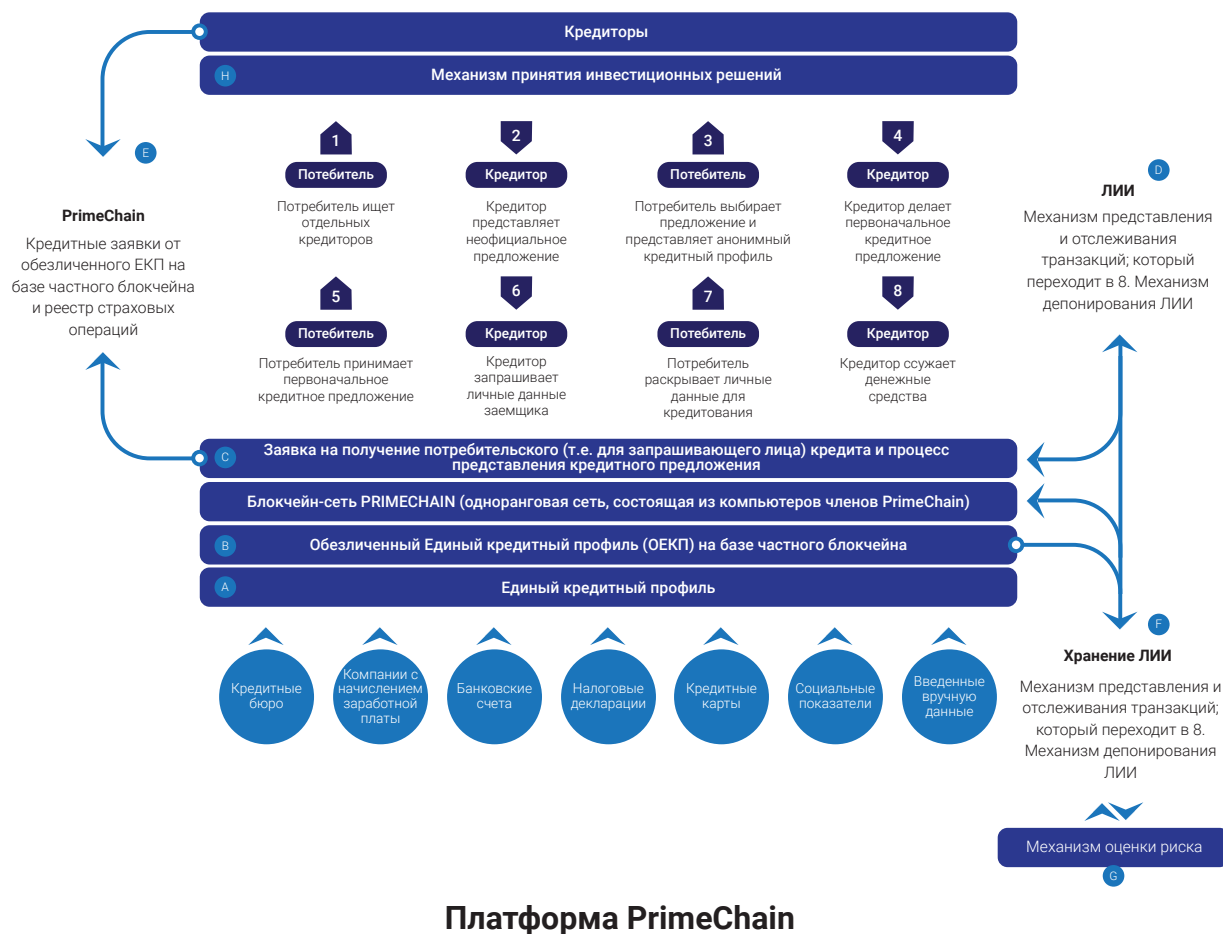 Кредиторы
H
Механизм принятия инвестиционных решений
E
PrimeChain
Кредитные заявки от
обезличенного ЕКП на
базе частного блокчейна
и реестр страховых
операций
1
Потебитель
Потребитель ищет
отдельных
кредиторов
2
Кредитор
Кредитор
представляет
неофициальное
предложение
3
Потебитель
Потребитель выбирает
предложение и
представляет анонимный
кредитный профиль
4
Кредитор
Кредитор делает
первоначальное
кредитное
предложение
5
Потебитель
Потребитель принимает
первоначальное
кредитное предложение
6
Кредитор
Кредитор
запрашивает
личные данные
заемщика
7
Потебитель
Потребитель
раскрывает личные
данные для
кредитования
8
Кредитор
Кредитор ссужает
денежные
средства
D
ЛИИ
Механизм представления
и отслеживания
транзакций; который
переходит в 8. Механизм
депонирования ЛИИ
C
Заявка на получение потребительского (т.е. для запрашивающего лица) кредита и процесс
представления кредитного предложения
Блокчейн-сеть PRIMECHAIN (одноранговая сеть, состоящая из компьютеров членов PrimeChain)
B
Обезличенный Единый кредитный профиль (ОЕКП) на базе частного блокчейна
A
Единый кредитный профиль
Кредитные
бюро
Компании с
начислением
заработной
платы
Банковские
счета
Налоговые
декларации
Кредитные
карты
Социальные
показатели
Введенные
вручную
данные
F
Хранение ЛИИ
Механизм представления и
отслеживания транзакций;
который переходит в 8.
Механизм депонирования
ЛИИ
Механизм оценки риска
G
Платформа PrimeChain